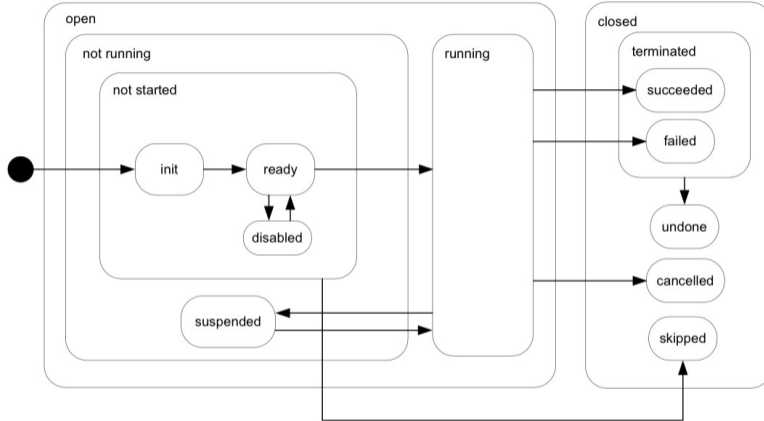 open
closed
not running
running
terminated
not started
succeeded
failed
init
ready
disabled
undone
cancelled
suspended
skipped